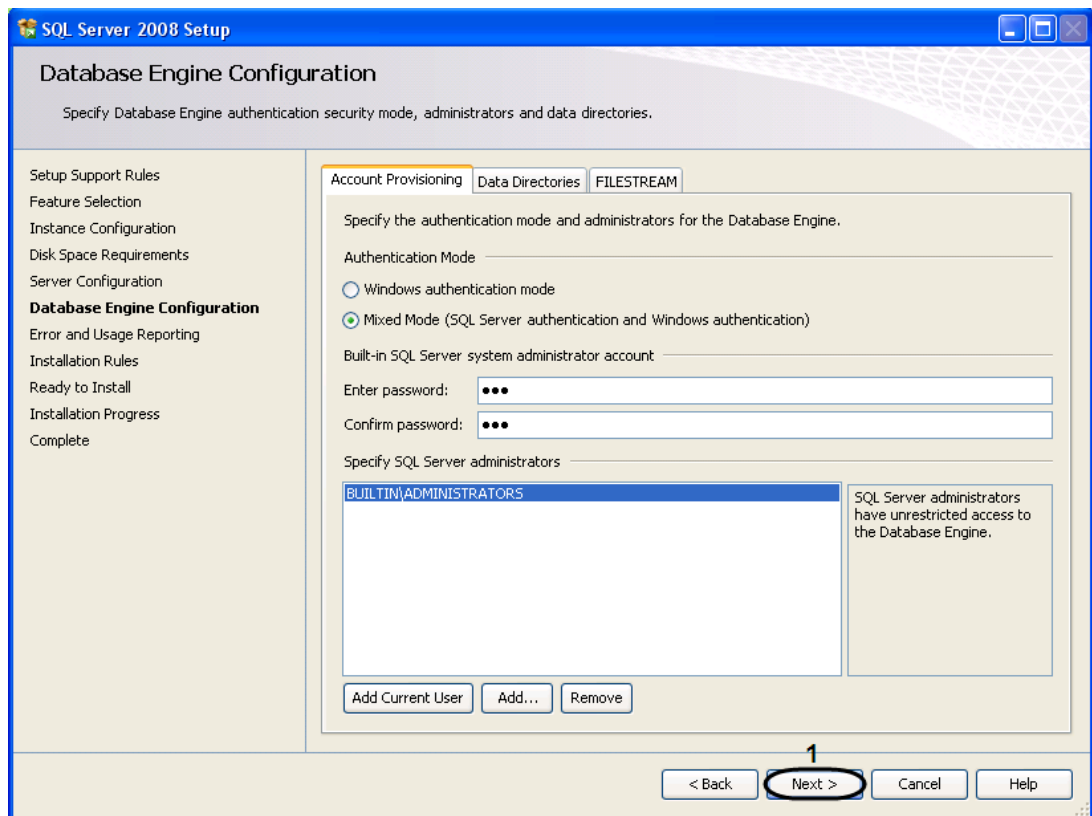 SQL Server 2008 Setup
Database Engine Configuration
Specify Database Engine authentication security mode, administrators and data directories.
Setup Support Rules
Feature Selection
Instance Configuration
Disk Space Requirements
Server Configuration
Database Engine Configuration
Error and Usage Reporting
Installation Rules
Ready to Install
Installation Progress
Complete
Account Provisioning Data Directories FILESTREAM
Specify the authentication mode and administrators for the Database Engine.
Authentication Mode
Windows authentication mode
Mixed Mode (SQL Server authentication and Windows authentication)
Built-in SQL Server system administrator account
Enter password: ●●●
Confirm password: ●●●
Specify SQL Server administrators
BUILTIN\ADMINISTRATORS
SQL Server administrators
have unrestricted access to
the Database Engine.
Add Current User Add... Remove
1
< Back Next > Cancel Help